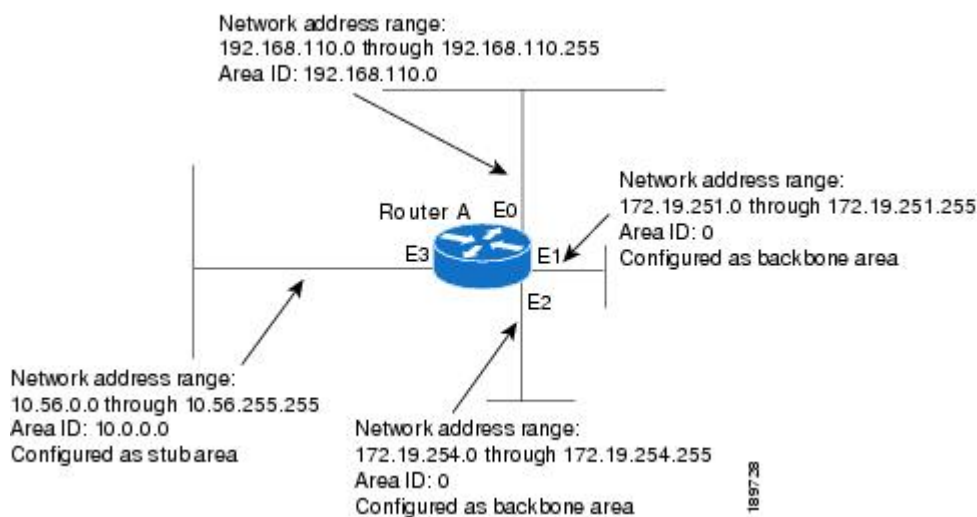 Network address range:
192.168.110.0 through 192.168.110.255
Area ID: 192.168.110.0
Network address range:
172.19.251.0 through 172.19.251.255
Area ID: 0
Configured as backbone area
Router A
E0
E3
E1
E2
Network address range:
10.56.0.0 through 10.56.255.255
Area ID: 10.0.0.0
Configured as stub area
Network address range:
172.19.254.0 through 172.19.254.255
Area ID: 0
Configured as backbone area
189728